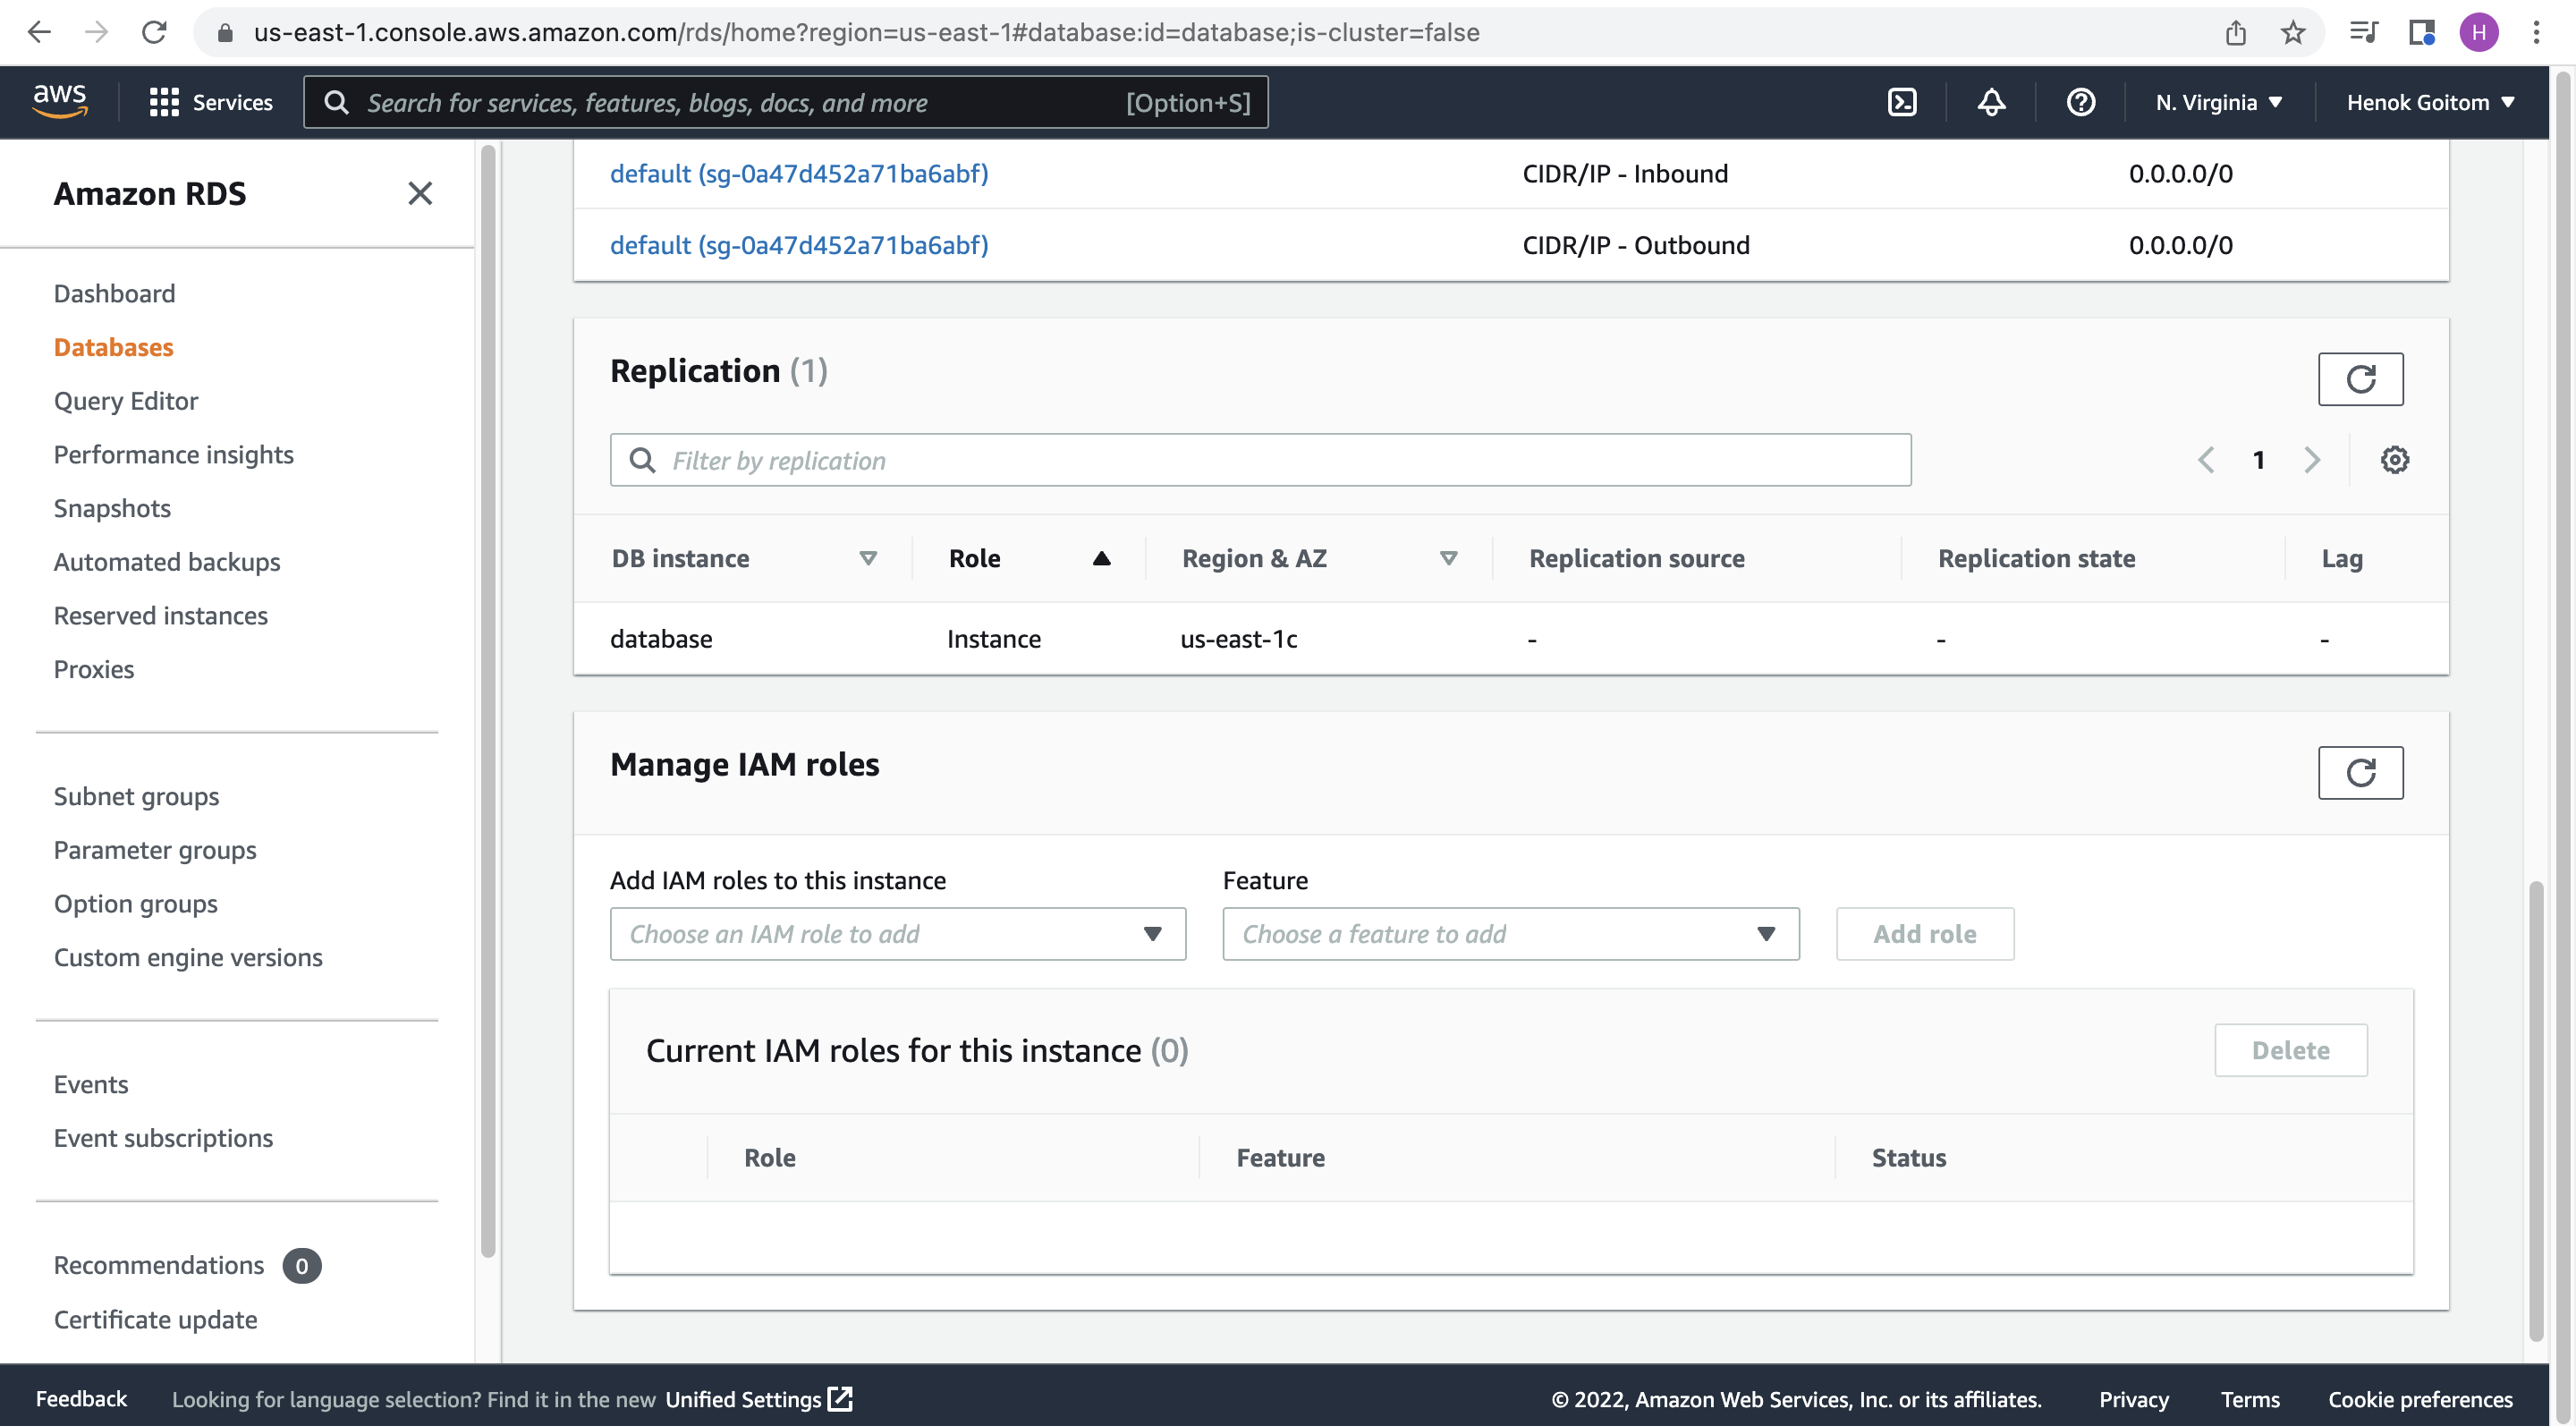 us-east-1.console.aws.amazon.com/rds/home?region=us-east-1#database:id=database;is-cluster=false
H
aws
Services
Search for services, features, blogs, docs, and more
[Option+S]
N. Virginia
Henok Goitom
Amazon RDS
Dashboard
Databases
Query Editor
Performance insights
Snapshots
Automated backups
Reserved instances
Proxies
Subnet groups
Parameter groups
Option groups
Custom engine versions
Events
Event subscriptions
Recommendations 0
Certificate update
default (sg-0a47d452a71ba6abf) CIDR/IP - Inbound 0.0.0.0/0
default (sg-0a47d452a71ba6abf) CIDR/IP - Outbound 0.0.0.0/0
Replication (1)
Filter by replication
1
DB instance Role Region & AZ Replication source Replication state Lag
database Instance us-east-1c - - -
Manage IAM roles
Add IAM roles to this instance Feature
Choose an IAM role to add Choose a feature to add Add role
Current IAM roles for this instance (0) Delete
Role Feature Status
Feedback Looking for language selection? Find it in the new Unified Settings © 2022, Amazon Web Services, Inc. or its affiliates. Privacy Terms Cookie preferences